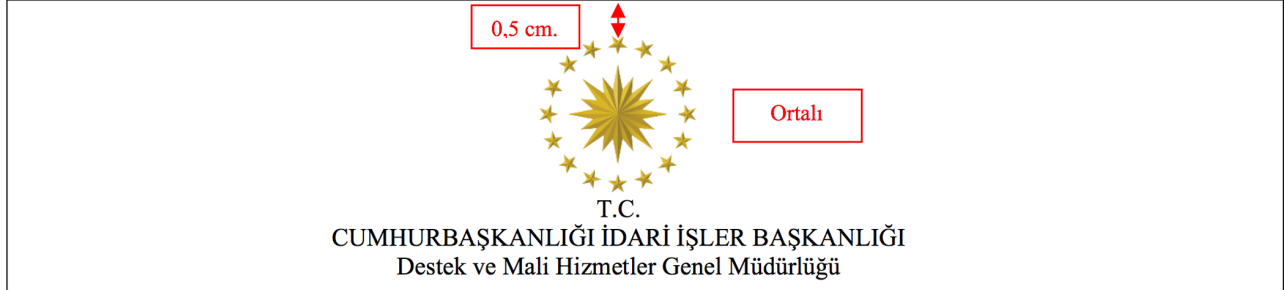 0,5 cm.
Ortalı
T.C.
CUMHURBAŞKANLIĞI İDARİ İŞLER BAŞKANLIĞI
Destek ve Mali Hizmetler Genel Müdürlüğü